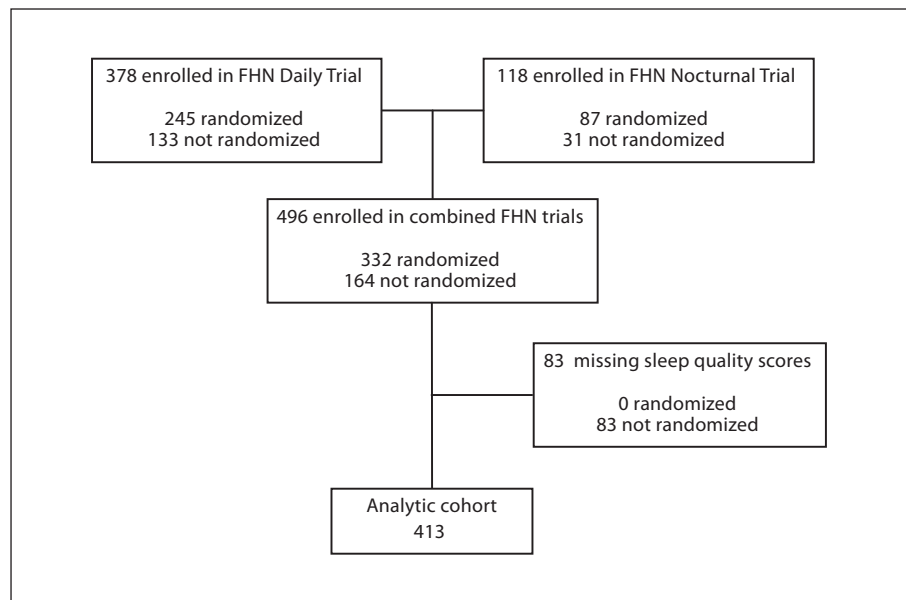 378 enrolled in FHN Daily Trial
245 randomized
133 not randomized
118 enrolled in FHN Nocturnal Trial
87 randomized
31 not randomized
496 enrolled in combined FHN trials
332 randomized
164 not randomized
83 missing sleep quality scores
0 randomized
83 not randomized
Analytic cohort
413